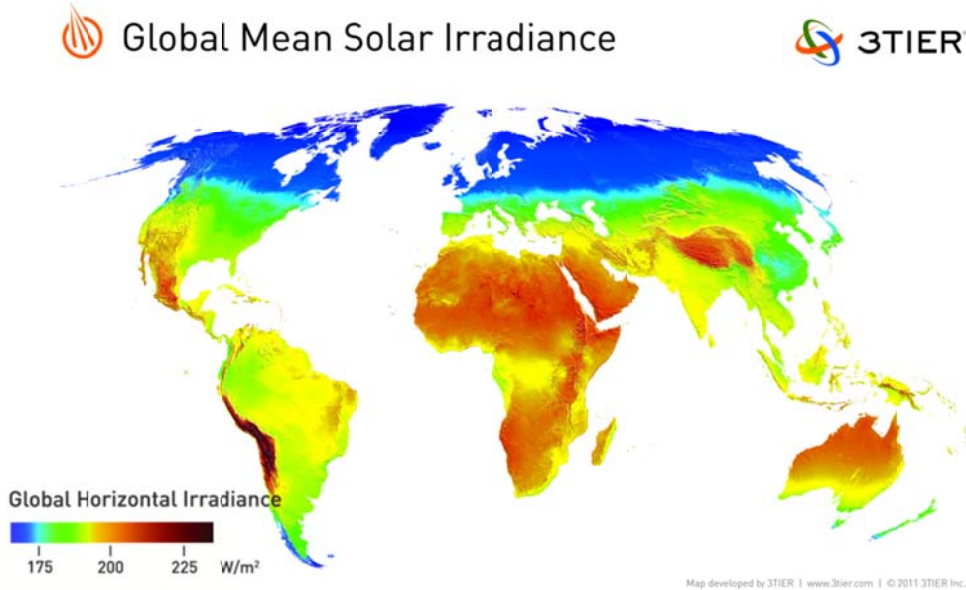 Global Mean Solar Irradiance
3TIER
Global Horizontal Irradiance
175 200 225 W/m²
Map developed by 3TIER | www.3tier.com | © 2011 3TIER Inc.